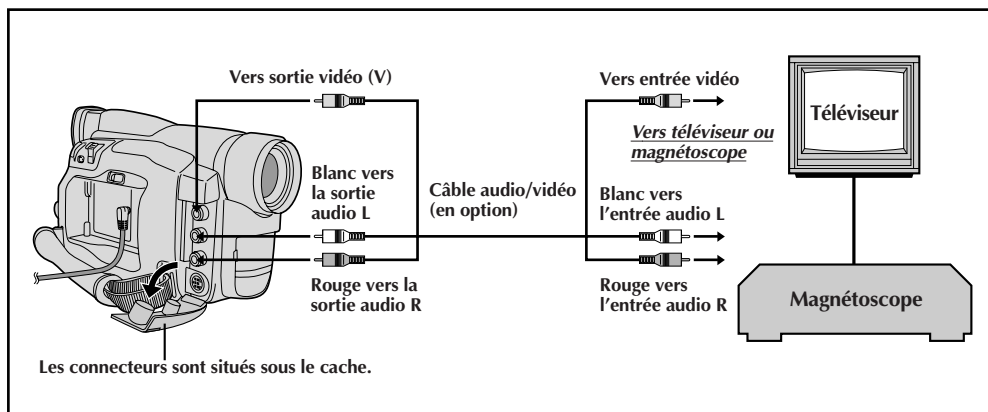 Vers sortie vidéo (V)
Blanc vers
la sortie
audio L
Rouge vers la
sortie audio R
Les connecteurs sont situés sous le cache.
Câble audio/vidéo
(en option)
Vers entrée vidéo
Vers téléviseur ou
magnétoscope
Blanc vers
l'entrée audio L
Rouge vers
l'entrée audio R
Téléviseur
Magnétoscope